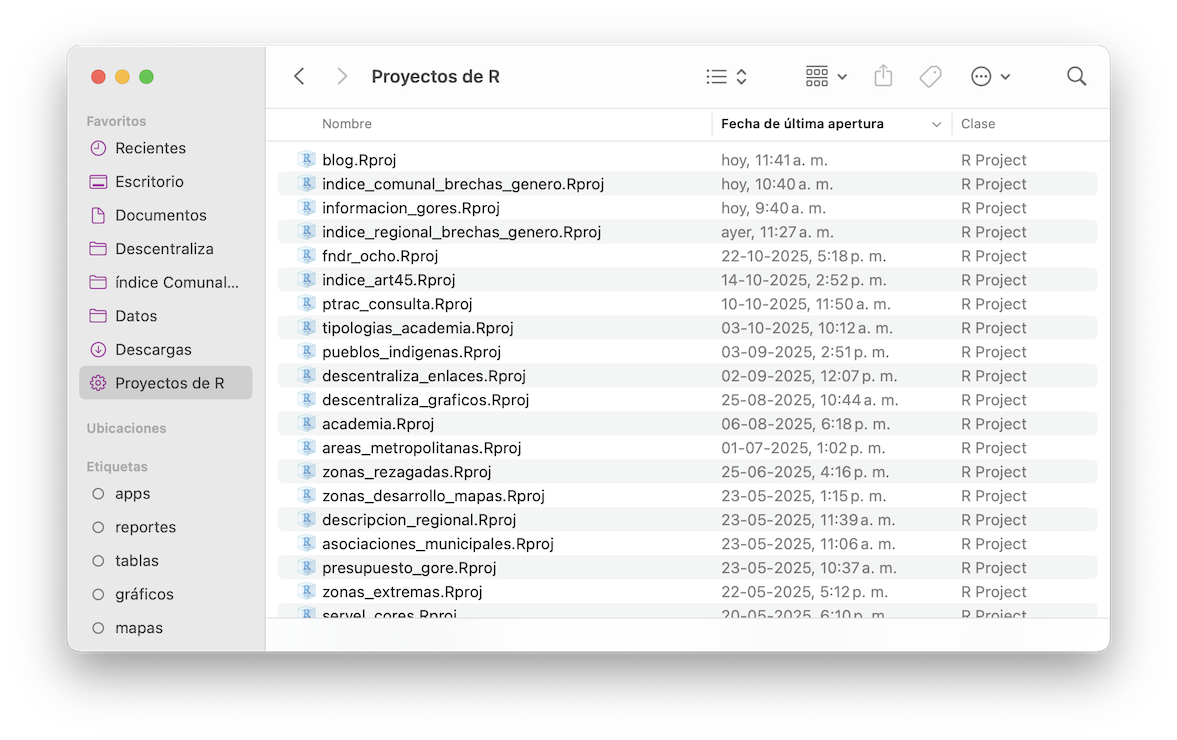 Proyectos de R
Favoritos
Recientes
Escritorio
Documentos
Descentraliza
índice Comunal...
Datos
Descargas
Proyectos de R
Ubicaciones
Etiquetas
apps
reportes
tablas
gráficos
mapas
Nombre Fecha de última apertura Clase
blog.Rproj hoy, 11:41 a. m. R Project
indice_comunal_brechas_genero.Rproj hoy, 10:40 a. m. R Project
informacion_gores.Rproj hoy, 9:40 a. m. R Project
indice_regional_brechas_genero.Rproj ayer, 11:27 a. m. R Project
fndr_ocho.Rproj 22-10-2025, 5:18 p. m. R Project
indice_art45.Rproj 14-10-2025, 2:52 p. m. R Project
ptrac_consulta.Rproj 10-10-2025, 11:50 a. m. R Project
tipologias_academia.Rproj 03-10-2025, 10:12 a. m. R Project
pueblos_indigenas.Rproj 03-09-2025, 2:51 p. m. R Project
descentraliza_enlaces.Rproj 02-09-2025, 12:07 p. m. R Project
descentraliza_graficos.Rproj 25-08-2025, 10:44 a. m. R Project
academia.Rproj 06-08-2025, 6:18 p. m. R Project
areas_metropolitanas.Rproj 01-07-2025, 1:02 p. m. R Project
zonas_rezagadas.Rproj 25-06-2025, 4:16 p. m. R Project
zonas_desarrollo_mapas.Rproj 23-05-2025, 1:15 p. m. R Project
descripcion_regional.Rproj 23-05-2025, 11:39 a. m. R Project
asociaciones_municipales.Rproj 23-05-2025, 11:06 a. m. R Project
presupuesto_gore.Rproj 23-05-2025, 10:37 a. m. R Project
zonas_extremas.Rproj 22-05-2025, 5:12 p. m. R Project
servel_cores.Rproj 20-05-2025, 6:10 p. m. R Project